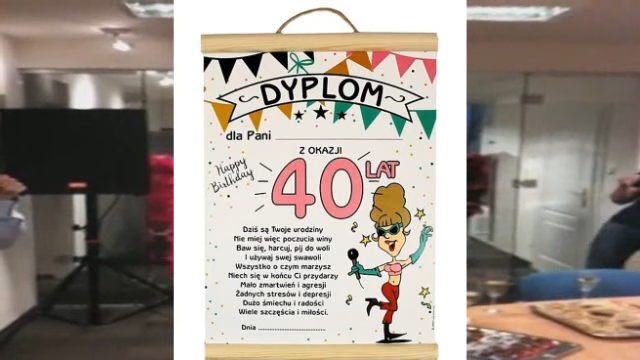 DYPLOM
dla Pani
Z OKAZJI
Happy
Birthday
40 LAT
Dziś są Twoje urodziny
Nie miej więc poczucia winy
Baw się, harcuj, pij do woli
I używaj swej swawoli
Wszystko o czym marzysz
Niech się w końcu Ci przydarzy
Mało zmartwień i agresji
Żadnych stresów i depresji
Dużo śmiechu i radości
Wiele szczęścia i miłości.
Dnia